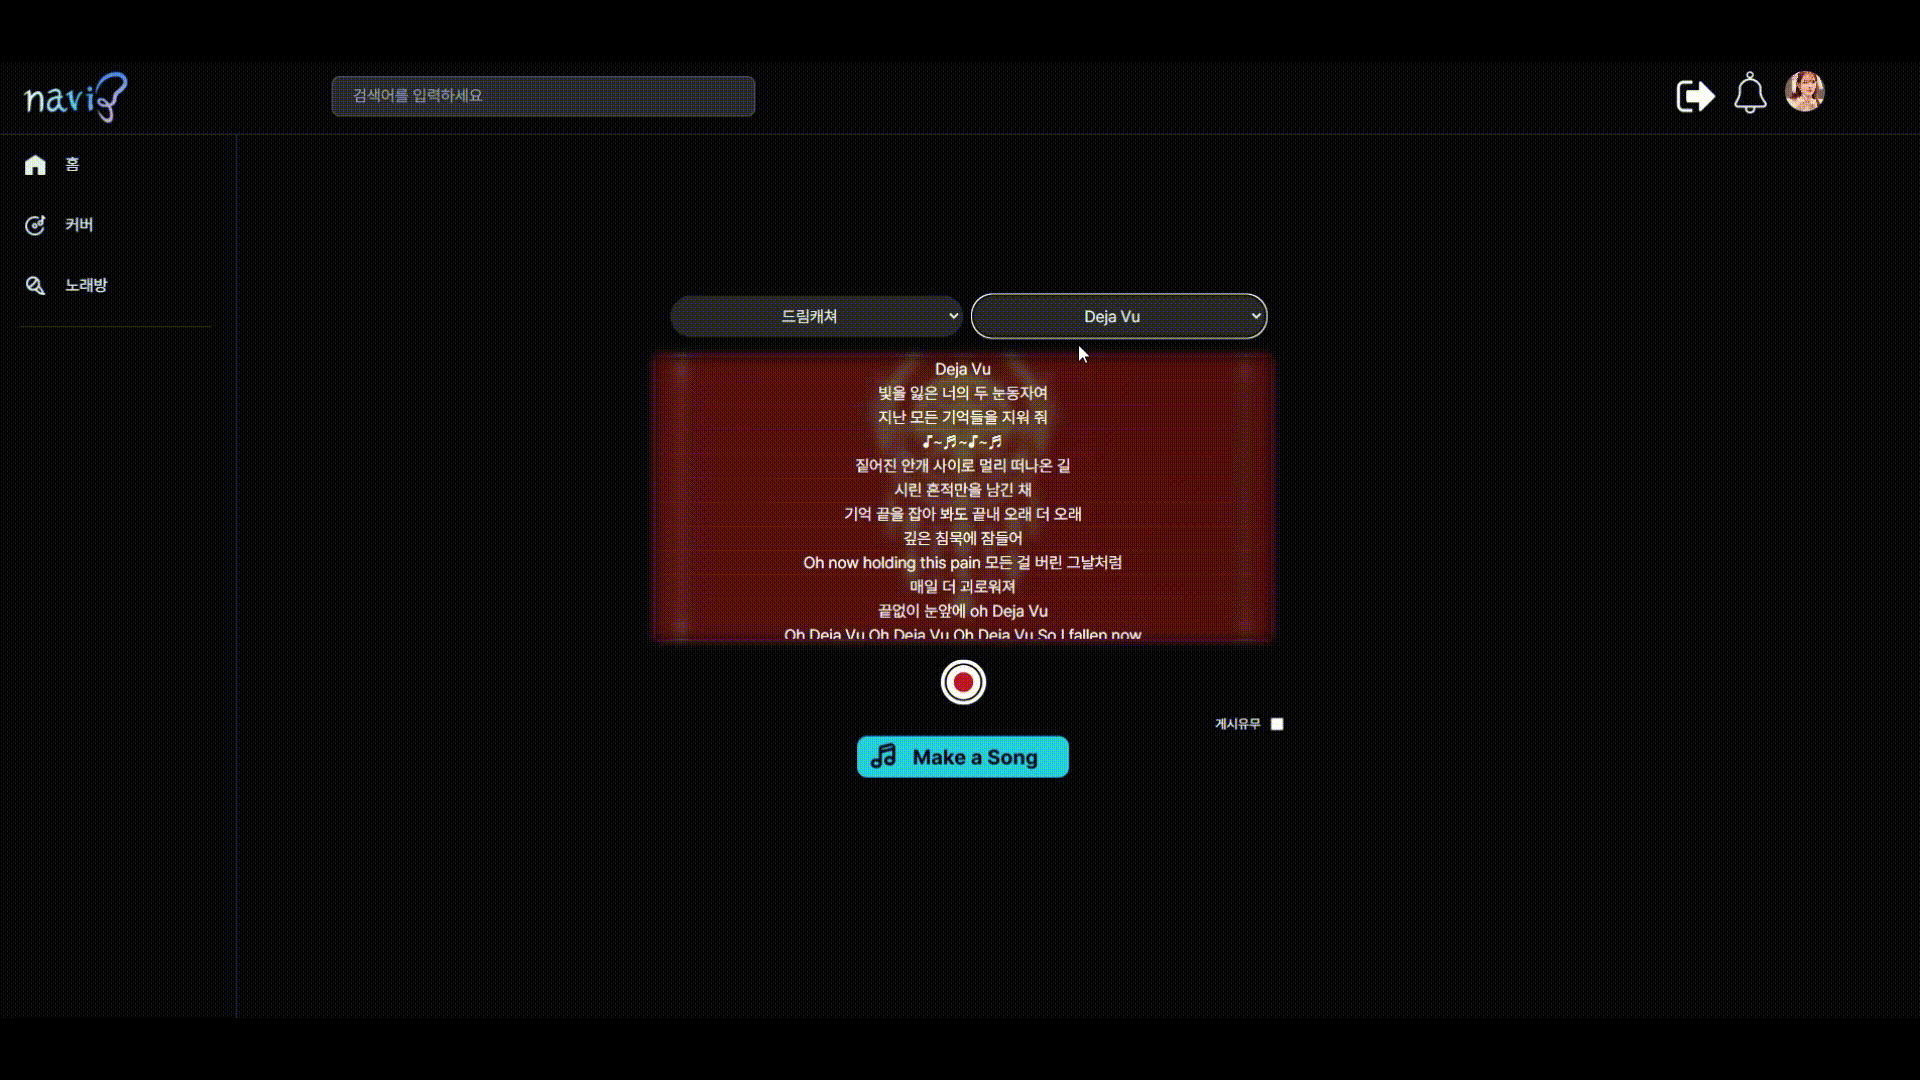 navi
검색어를 입력하세요
홈
커버
노래방
드림캐쳐
Deja Vu
Deja Vu
빛을 잃은 너의 두 눈동자여
지난 모든 기억들을 지워 줘
♪~♬~♪~♬
짙어진 안개 사이로 멀리 떠나온 길
시린 흔적만을 남긴 채
기억 끝을 잡아 봐도 끝내 오래 더 오래
깊은 침묵에 잠들어
Oh now holding this pain 모든 걸 버린 그날처럼
매일 더 괴로워져
끝없이 눈앞에 oh Deja Vu
Oh Deja Vu Oh Deja Vu Oh Deja Vu So I fallen now
게시유무
Make a Song